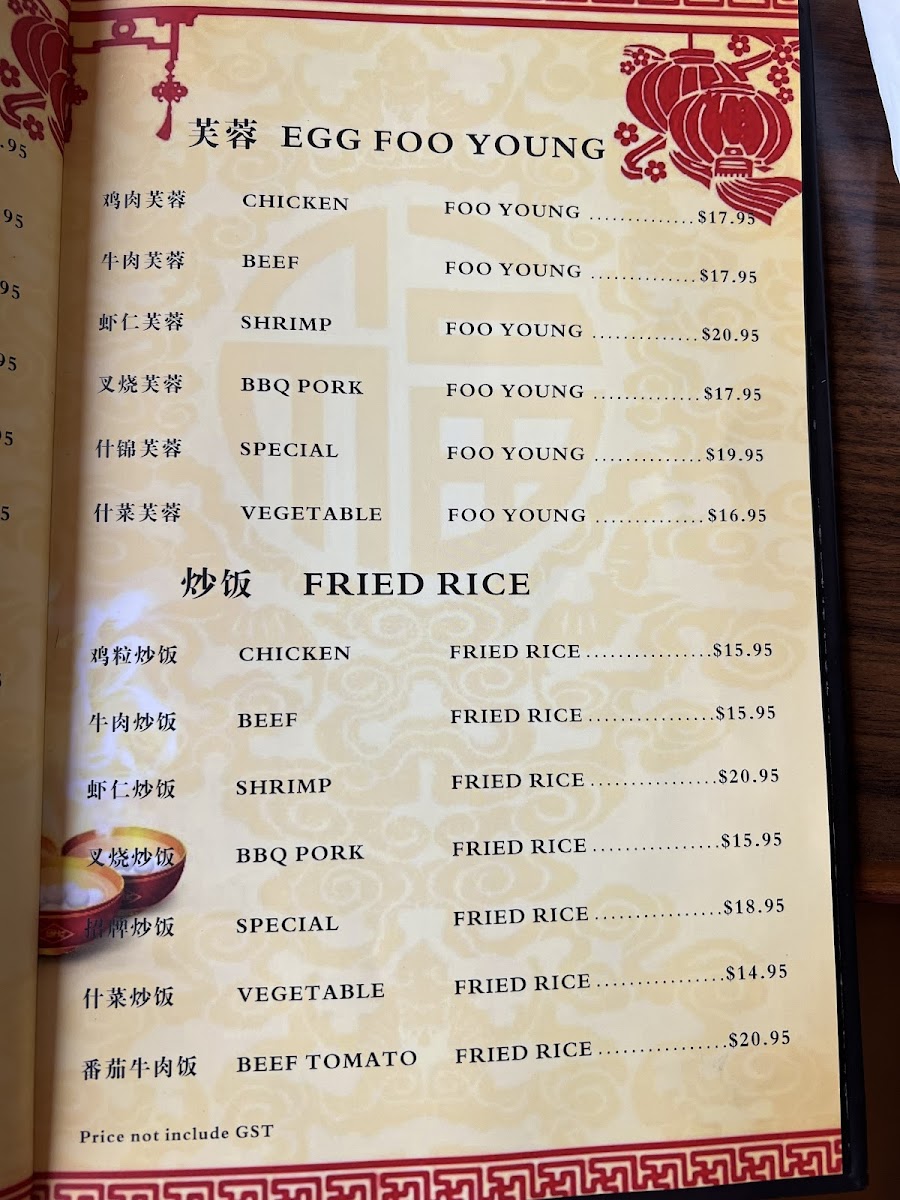 芙蓉 EGG FOO YOUNG
鸡肉芙蓉 CHICKEN FOO YOUNG ..............$17.95
牛肉芙蓉 BEEF FOO YOUNG ..............$17.95
虾仁芙蓉 SHRIMP FOO YOUNG ..............$20.95
叉烧芙蓉 BBQ PORK FOO YOUNG ..............$17.95
什锦芙蓉 SPECIAL FOO YOUNG ..............$19.95
什菜芙蓉 VEGETABLE FOO YOUNG ..............$16.95
炒饭 FRIED RICE
鸡粒炒饭 CHICKEN FRIED RICE ................$15.95
牛肉炒饭 BEEF FRIED RICE ................$15.95
虾仁炒饭 SHRIMP FRIED RICE ................$20.95
叉烧炒饭 BBQ PORK FRIED RICE ................$15.95
招牌炒饭 SPECIAL FRIED RICE ................$18.95
什菜炒饭 VEGETABLE FRIED RICE ................$14.95
番茄牛肉饭 BEEF TOMATO FRIED RICE ................$20.95
Price not include GST